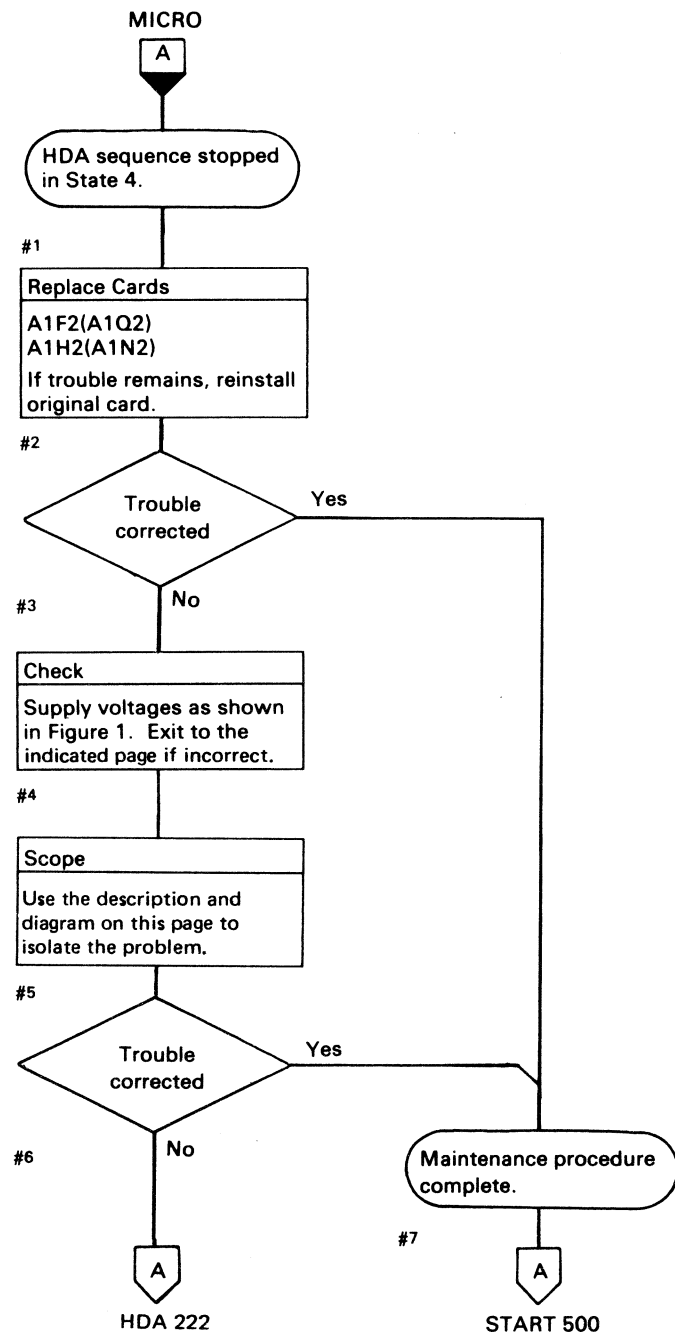 MICRO
A
HDA sequence stopped
in State 4.
#1
Replace Cards
A1F2(A1Q2)
A1H2(A1N2)
If trouble remains, reinstall
original card.
#2
Trouble
corrected
Yes
No
#3
Check
Supply voltages as shown
in Figure 1. Exit to the
indicated page if incorrect.
#4
Scope
Use the description and
diagram on this page to
isolate the problem.
#5
Trouble
corrected
Yes
No
#6
Maintenance procedure
complete.
#7
A
HDA 222
A
START 500